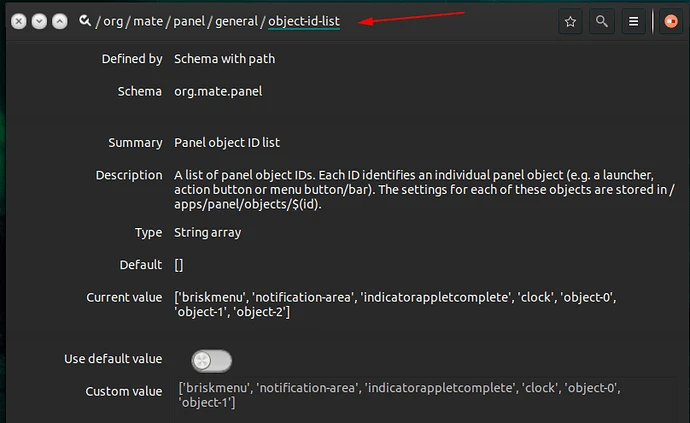 / org / mate / panel / general / object-id-list
Defined by Schema with path
Schema org.mate.panel
Summary Panel object ID list
Description A list of panel object IDs. Each ID identifies an individual panel object (e.g. a launcher,
action button or menu button/bar). The settings for each of these objects are stored in /
apps/panel/objects/$(id).
Type String array
Default []
Current value ['briskmenu', 'notification-area', 'indicatorappletcomplete', 'clock', 'object-0',
'object-1', 'object-2']
Use default value
Custom value ['briskmenu', 'notification-area', 'indicatorappletcomplete', 'clock', 'object-0',
'object-1']